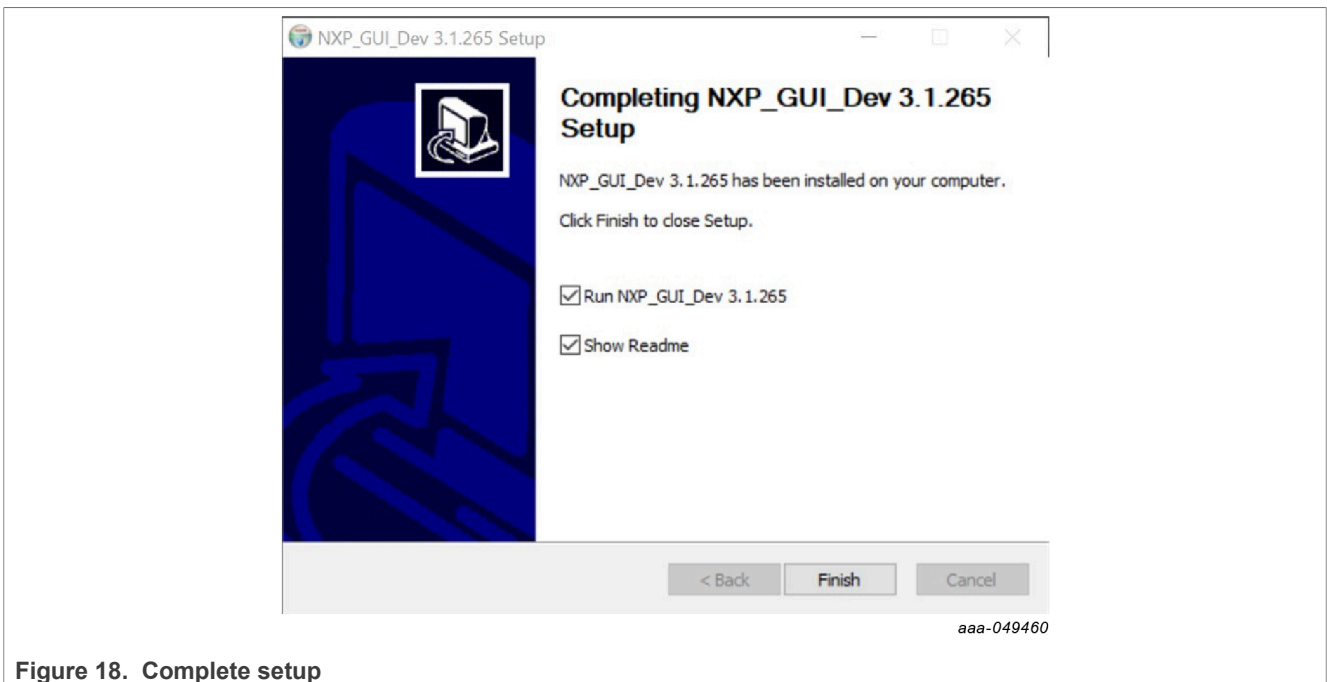 NXP_GUI_Dev 3.1.265 Setup
Completing NXP_GUI_Dev 3.1.265
Setup
NXP_GUI_Dev 3.1.265 has been installed on your computer.
Click Finish to close Setup.
Run NXP_GUI_Dev 3.1.265
Show Readme
< Back Finish Cancel
aaa-049460
Figure 18. Complete setup